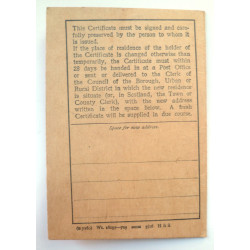 This Certificate must be signed and care-
fully preserved by the person to whom it
is issued.
If the place of residence of the holder of
the Certificate is changed otherwise than
temporarily, the Certificate must within
28 days be handed in at a Post Office
or sent or delivered to the Clerk of
the Council of the Borough, Urban or
Rural District in which the new residence
is situate (or, in Scotland, the Town or
County Clerk), with the new address
written in the space below. A fresh
Certificate will be supplied in due course.
Space for new address.